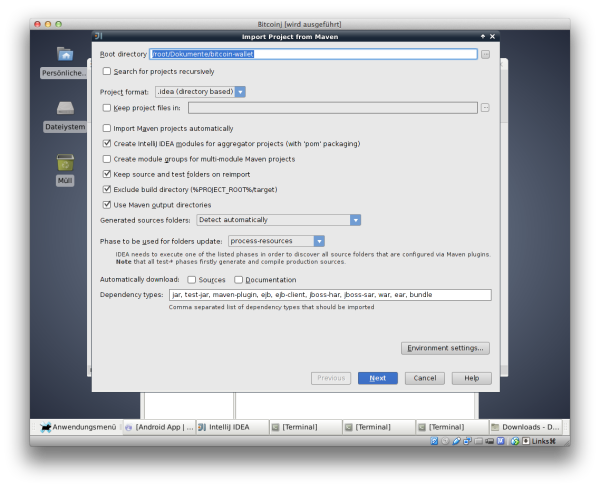 BitcoinJ [wird ausgeführt]
Import Project from Maven
Root directory /root/Dokumente/bitcoin-wallet
Search for projects recursively
Persönliche...
Project format: .idea (directory based)
Keep project files in:
Dateiystem
Import Maven projects automatically
Create IntelliJ IDEA modules for aggregator projects (with 'pom' packaging)
Create module groups for multi-module Maven projects
Keep source and test folders on reimport
Müll
Exclude build directory (%PROJECT_ROOT%/target)
Use Maven output directories
Generated sources folders: Detect automatically
Phase to be used for folders update: process-resources
IDEA needs to execute one of the listed phases in order to discover all source folders that are configured via Maven plugins.
Note that all test-* phases firstly generate and compile production sources.
Automatically download: Sources Documentation
Dependency types: jar, test-jar, maven-plugin, ejb, ejb-client, jboss-har, jboss-sar, war, ear, bundle
Comma separated list of dependency types that should be imported
Environment settings...
Previous Next Cancel Help
Anwendungsmenü [Android App | ... IntelliJ IDEA [Terminal] [Terminal] [Terminal] Downloads - D...
Links⌘